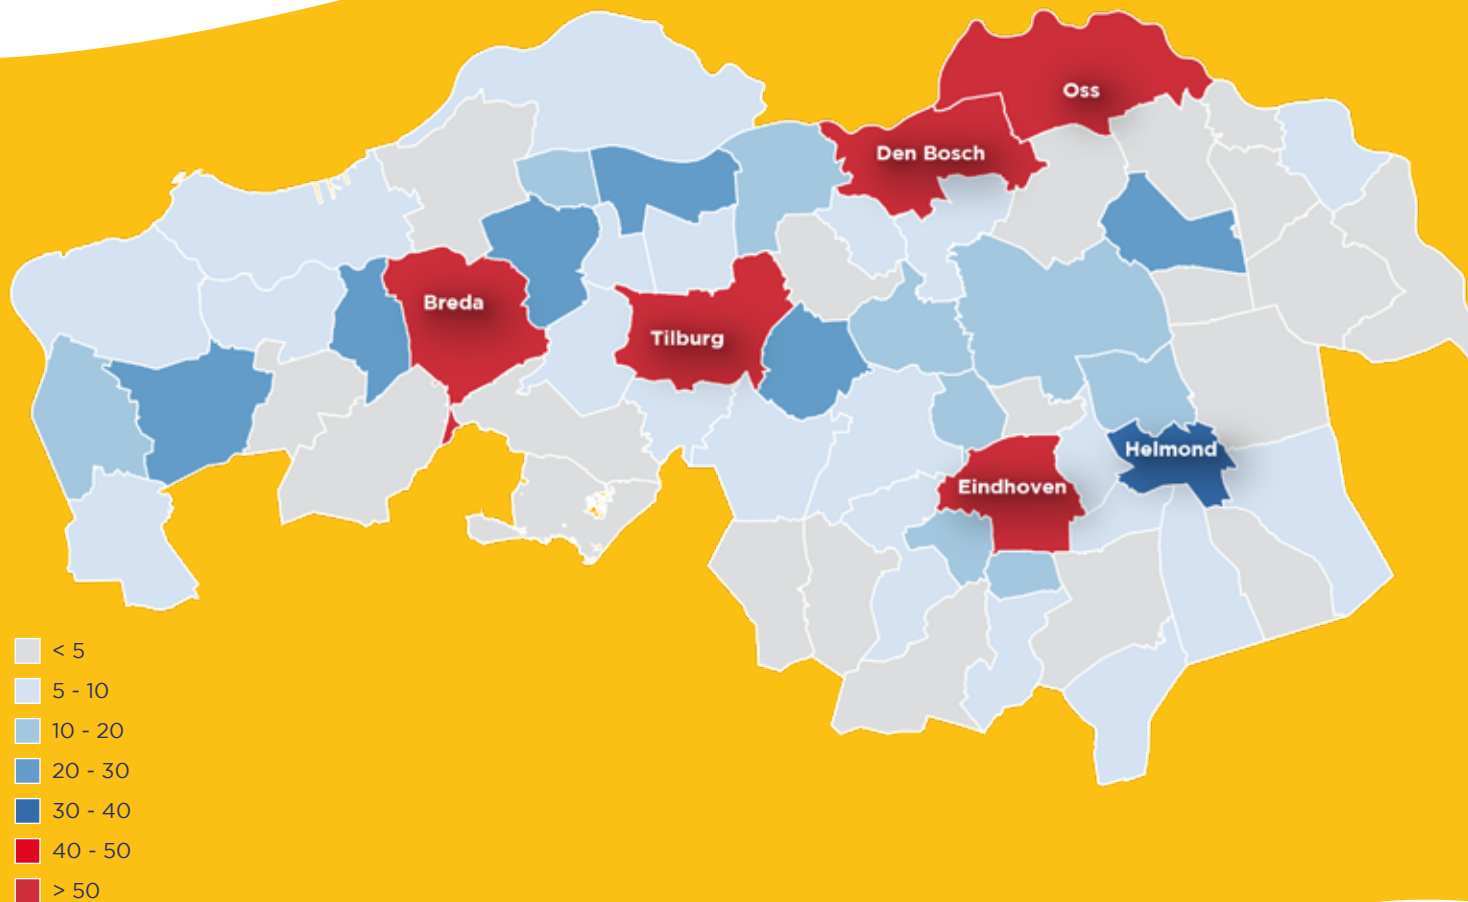 Oss
Den Bosch
Breda
Tilburg
Helmond
Eindhoven
< 5
5 - 10
10 - 20
20 - 30
30 - 40
40 - 50
> 50